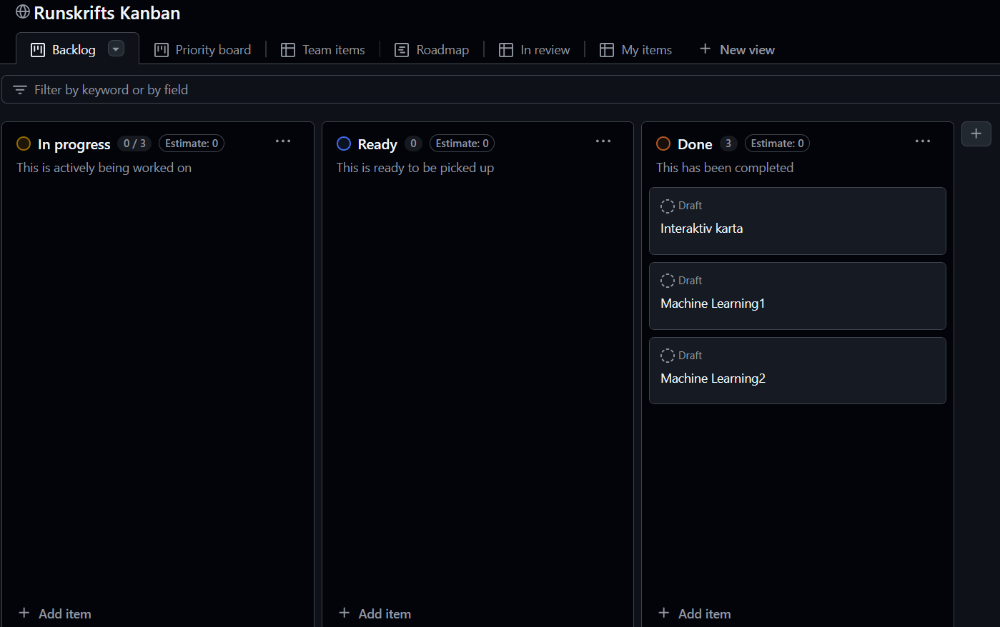 Runskrifts Kanban
Backlog
Priority board
Team items
Roadmap
In review
My items
New view
Filter by keyword or by field
In progress 0 / 3 Estimate: 0
This is actively being worked on
Add item
Ready 0 Estimate: 0
This is ready to be picked up
Add item
Done 3 Estimate: 0
This has been completed
Draft
Interaktiv karta
Draft
Machine Learning1
Draft
Machine Learning2
Add item